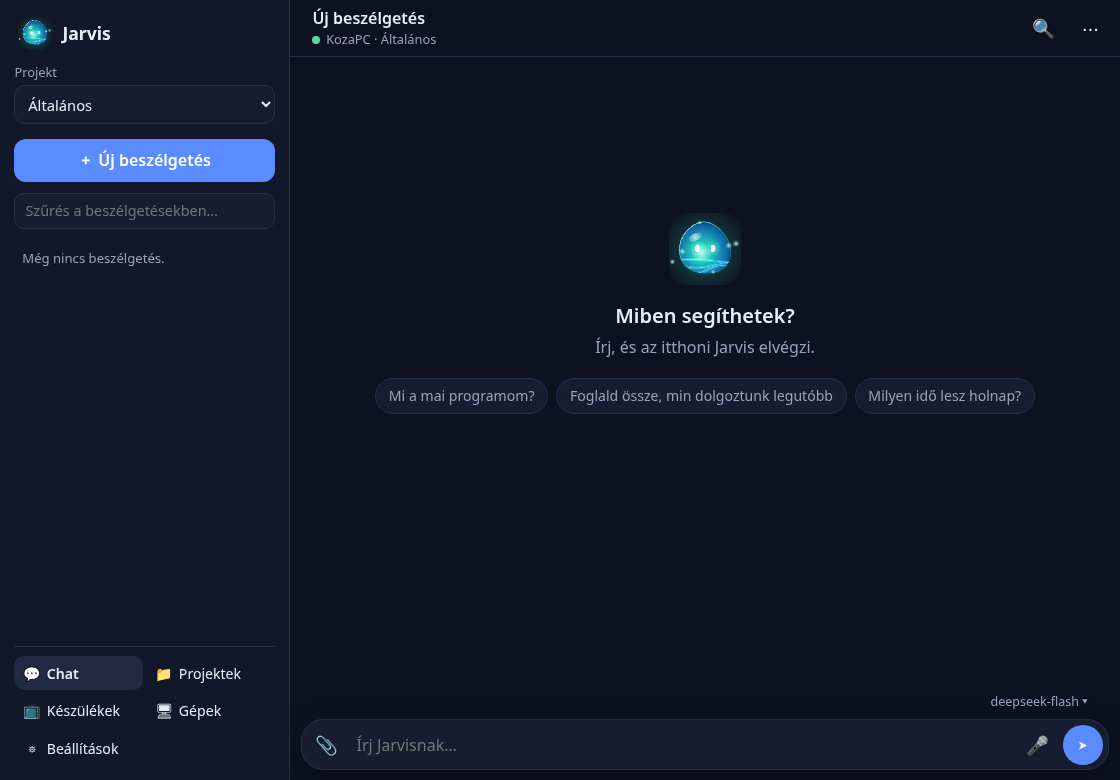 Jarvis
Projekt
Általános
+ Új beszélgetés
Szűrés a beszélgetésekben…
Még nincs beszélgetés.
Chat
Projektek
Készülékek
Gépek
Beállítások
Új beszélgetés
KozaPC · Általános
Miben segíthetek?
Írj, és az itthoni Jarvis elvégzi.
Mi a mai programom?
Foglald össze, min dolgoztunk legutóbb
Milyen idő lesz holnap?
deepseek-flash ▾
Írj Jarvisnak…